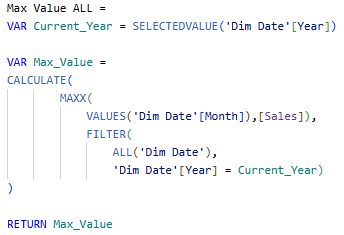 Max Value ALL =
VAR Current_Year = SELECTEDVALUE('Dim Date'[Year])
VAR Max_Value =
CALCULATE(
MAXX(
VALUES('Dim Date'[Month]),[Sales]),
FILTER(
ALL('Dim Date'),
'Dim Date'[Year] = Current_Year)
)
RETURN Max_Value